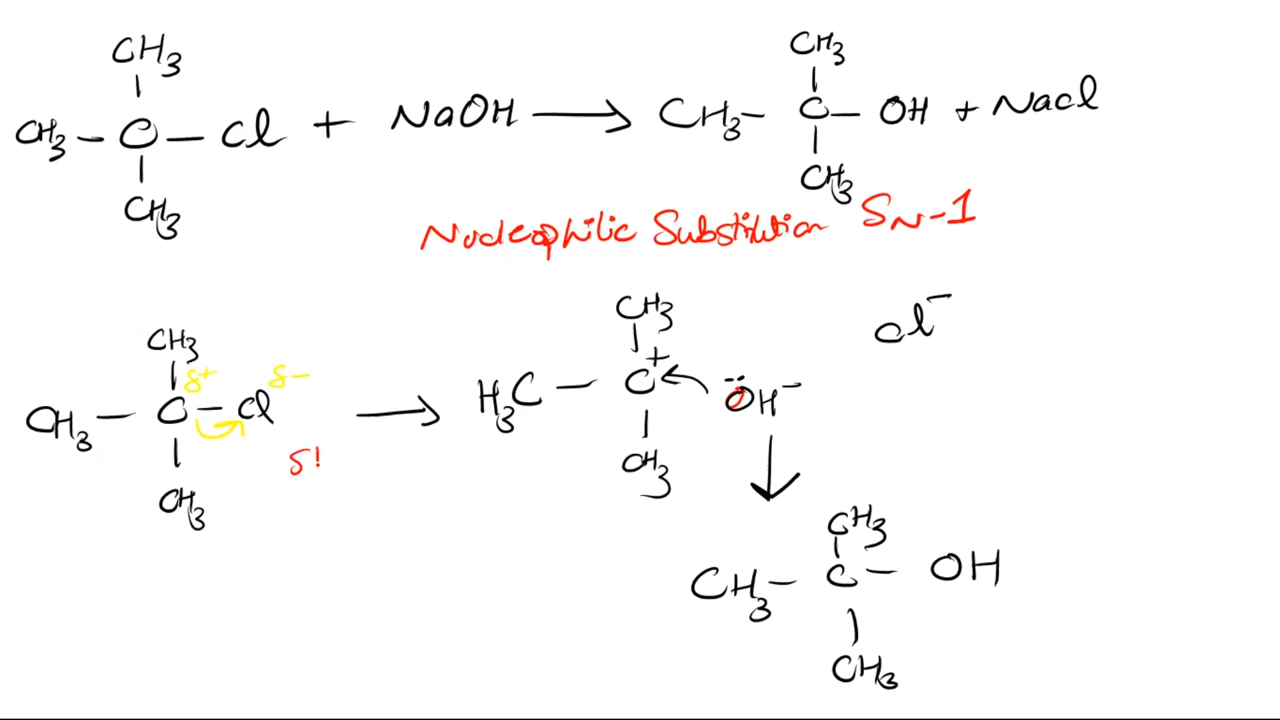 CH3 CH3
CH3 - C - Cl + NaOH → CH3 - C - OH + Nacl
CH3 CH3
Nucleophilic Substitution SN-1
CH3 CH3 Cl-
CH3 - C δ+ - Cl δ- → H3C - C+ OH-
CH3 CH3
δ!
CH3
CH3 - C - OH
CH3